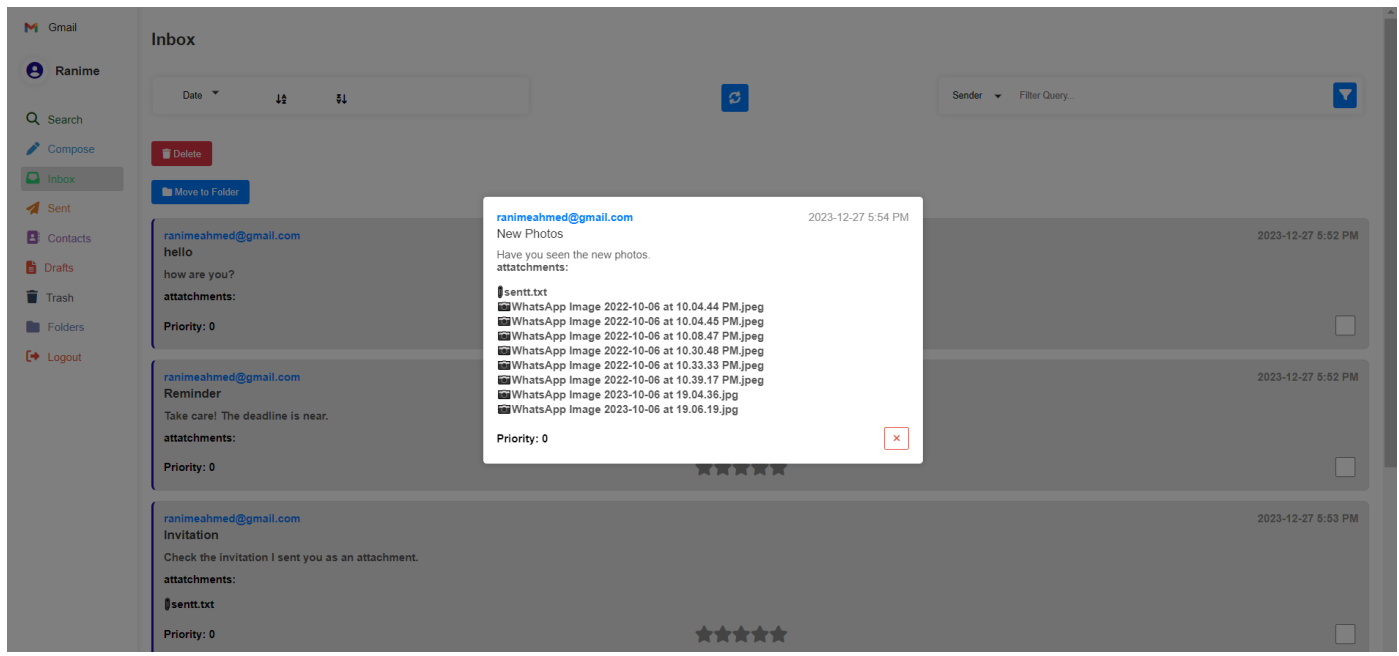 Gmail
Ranime
Search
Compose
Inbox
Sent
Contacts
Drafts
Trash
Folders
Logout
Inbox
Date
Sender
Filter Query...
Delete
Move to Folder
ranimeahmed@gmail.com 2023-12-27 5:52 PM
hello
how are you?
attatchments:
Priority: 0
ranimeahmed@gmail.com 2023-12-27 5:52 PM
Reminder
Take care! The deadline is near.
attatchments:
Priority: 0
ranimeahmed@gmail.com 2023-12-27 5:53 PM
Invitation
Check the invitation I sent you as an attachment.
attatchments:
sentt.txt
Priority: 0
ranimeahmed@gmail.com 2023-12-27 5:54 PM
New Photos
Have you seen the new photos.
attatchments:
sentt.txt
WhatsApp Image 2022-10-06 at 10.04.44 PM.jpeg
WhatsApp Image 2022-10-06 at 10.04.45 PM.jpeg
WhatsApp Image 2022-10-06 at 10.08.47 PM.jpeg
WhatsApp Image 2022-10-06 at 10.30.48 PM.jpeg
WhatsApp Image 2022-10-06 at 10.33.33 PM.jpeg
WhatsApp Image 2022-10-06 at 10.39.17 PM.jpeg
WhatsApp Image 2023-10-06 at 19.04.36.jpg
WhatsApp Image 2023-10-06 at 19.06.19.jpg
Priority: 0